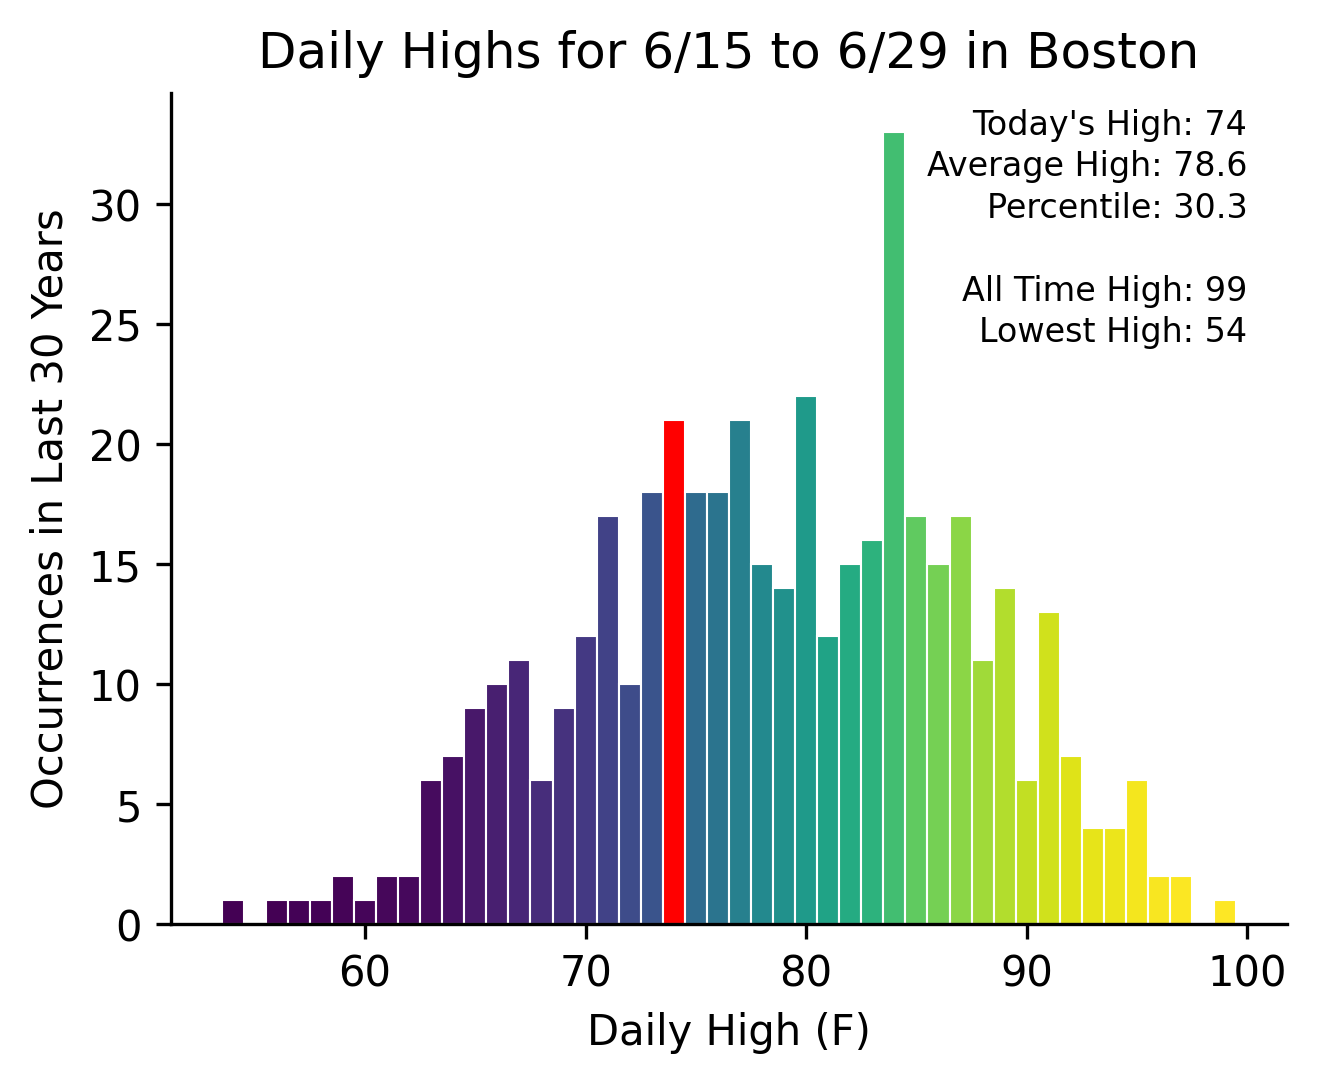 Daily Highs for 6/15 to 6/29 in Boston
Today's High: 74
Average High: 78.6
Percentile: 30.3
All Time High: 99
Lowest High: 54
Occurrences in Last 30 Years
30
25
20
15
10
5
0
60 70 80 90 100
Daily High (F)